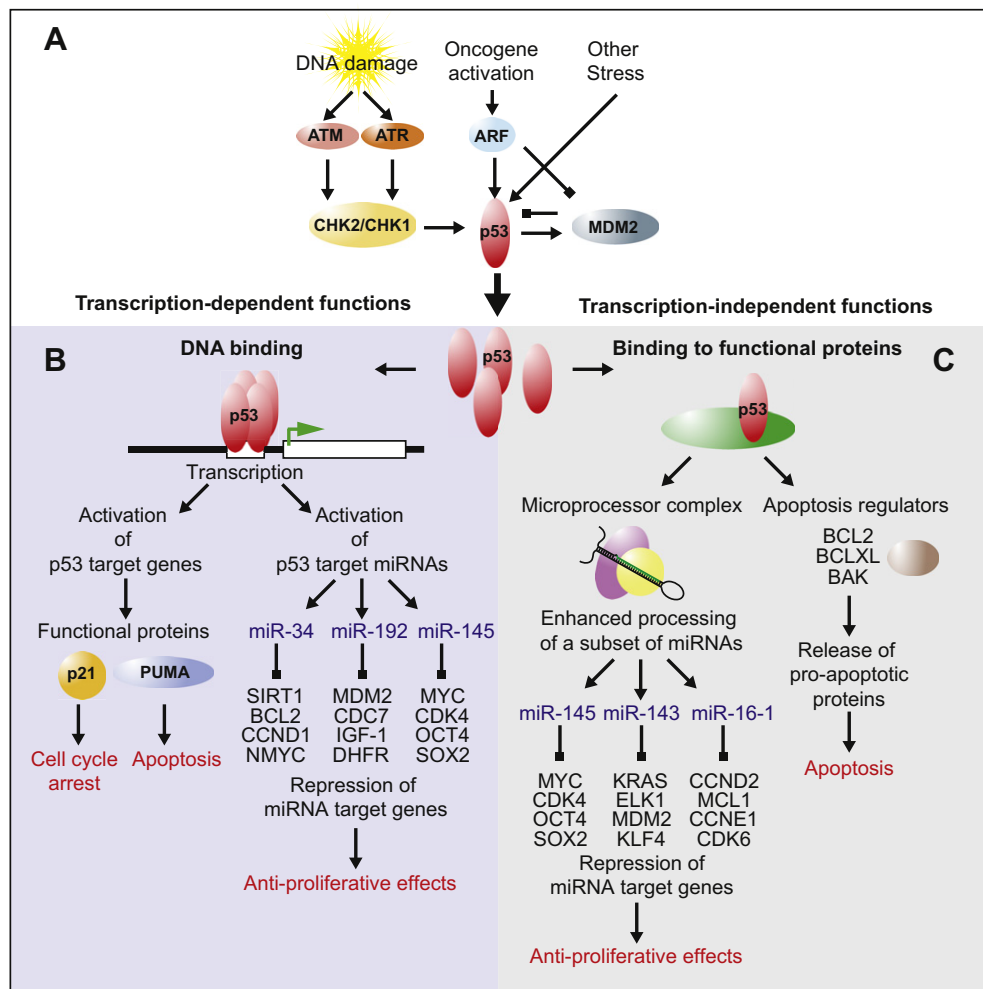 A
DNA damage
Oncogene
activation
Other
Stress
ATM
ATR
ARF
CHK2/CHK1
p53
MDM2
Transcription-dependent functions
Transcription-independent functions
B
DNA binding
p53
Transcription
Activation
of
p53 target genes
Activation
of
p53 target miRNAs
Functional proteins
miR-34
miR-192
miR-145
p21
PUMA
SIRT1
BCL2
CCND1
NMYC
MDM2
CDC7
IGF-1
DHFR
MYC
CDK4
OCT4
SOX2
Cell cycle
arrest
Apoptosis
Repression of
miRNA target genes
Anti-proliferative effects
p53
Binding to functional proteins
C
p53
Microprocessor complex
Apoptosis regulators
BCL2
BCLXL
BAK
Enhanced processing
of a subset of miRNAs
Release of
pro-apoptotic
proteins
miR-145
miR-143
miR-16-1
Apoptosis
MYC
CDK4
OCT4
SOX2
KRAS
ELK1
MDM2
KLF4
CCND2
MCL1
CCNE1
CDK6
Repression of
miRNA target genes
Anti-proliferative effects